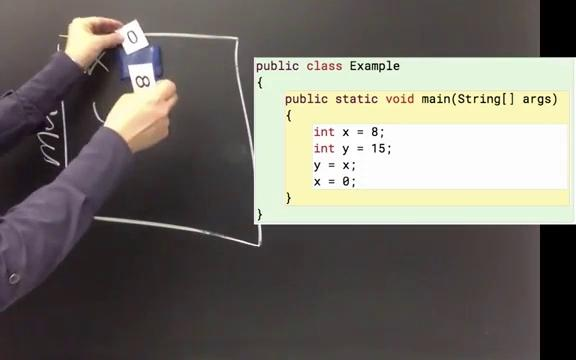 0
8
public class Example
{
public static void main(String[] args)
{
int x = 8;
int y = 15;
y = x;
x = 0;
}
}